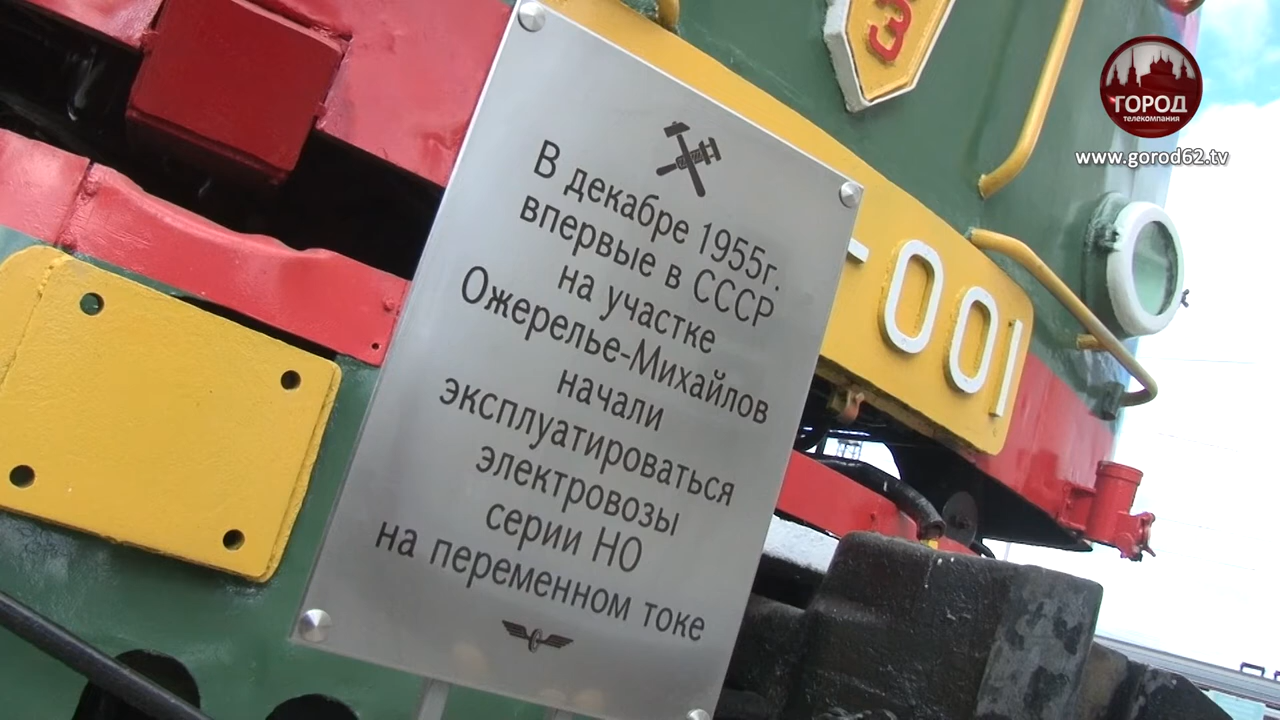 З
ГОРОД
телекомпания
www.gorod62.tv
В декабре 1955г.
впервые в СССР
на участке
Ожерелье-Михайлов
начали
эксплуатироваться
электровозы
серии НО
на переменном токе
-001